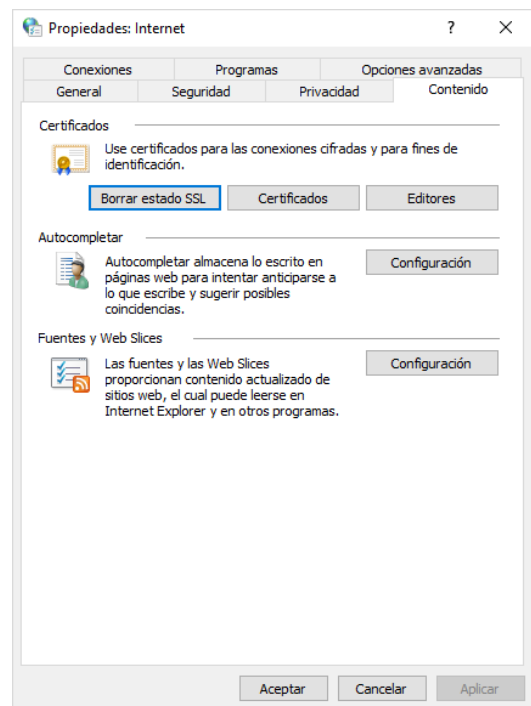 Propiedades: Internet
?
Conexiones Programas Opciones avanzadas
General Seguridad Privacidad Contenido
Certificados
Use certificados para las conexiones cifradas y para fines de
identificación.
Borrar estado SSL Certificados Editores
Autocompletar
Autocompletar almacena lo escrito en
páginas web para intentar anticiparse a
lo que escribe y sugerir posibles
coincidencias.
Configuración
Fuentes y Web Slices
Las fuentes y las Web Slices
proporcionan contenido actualizado de
sitios web, el cual puede leerse en
Internet Explorer y en otros programas.
Configuración
Aceptar Cancelar Aplicar